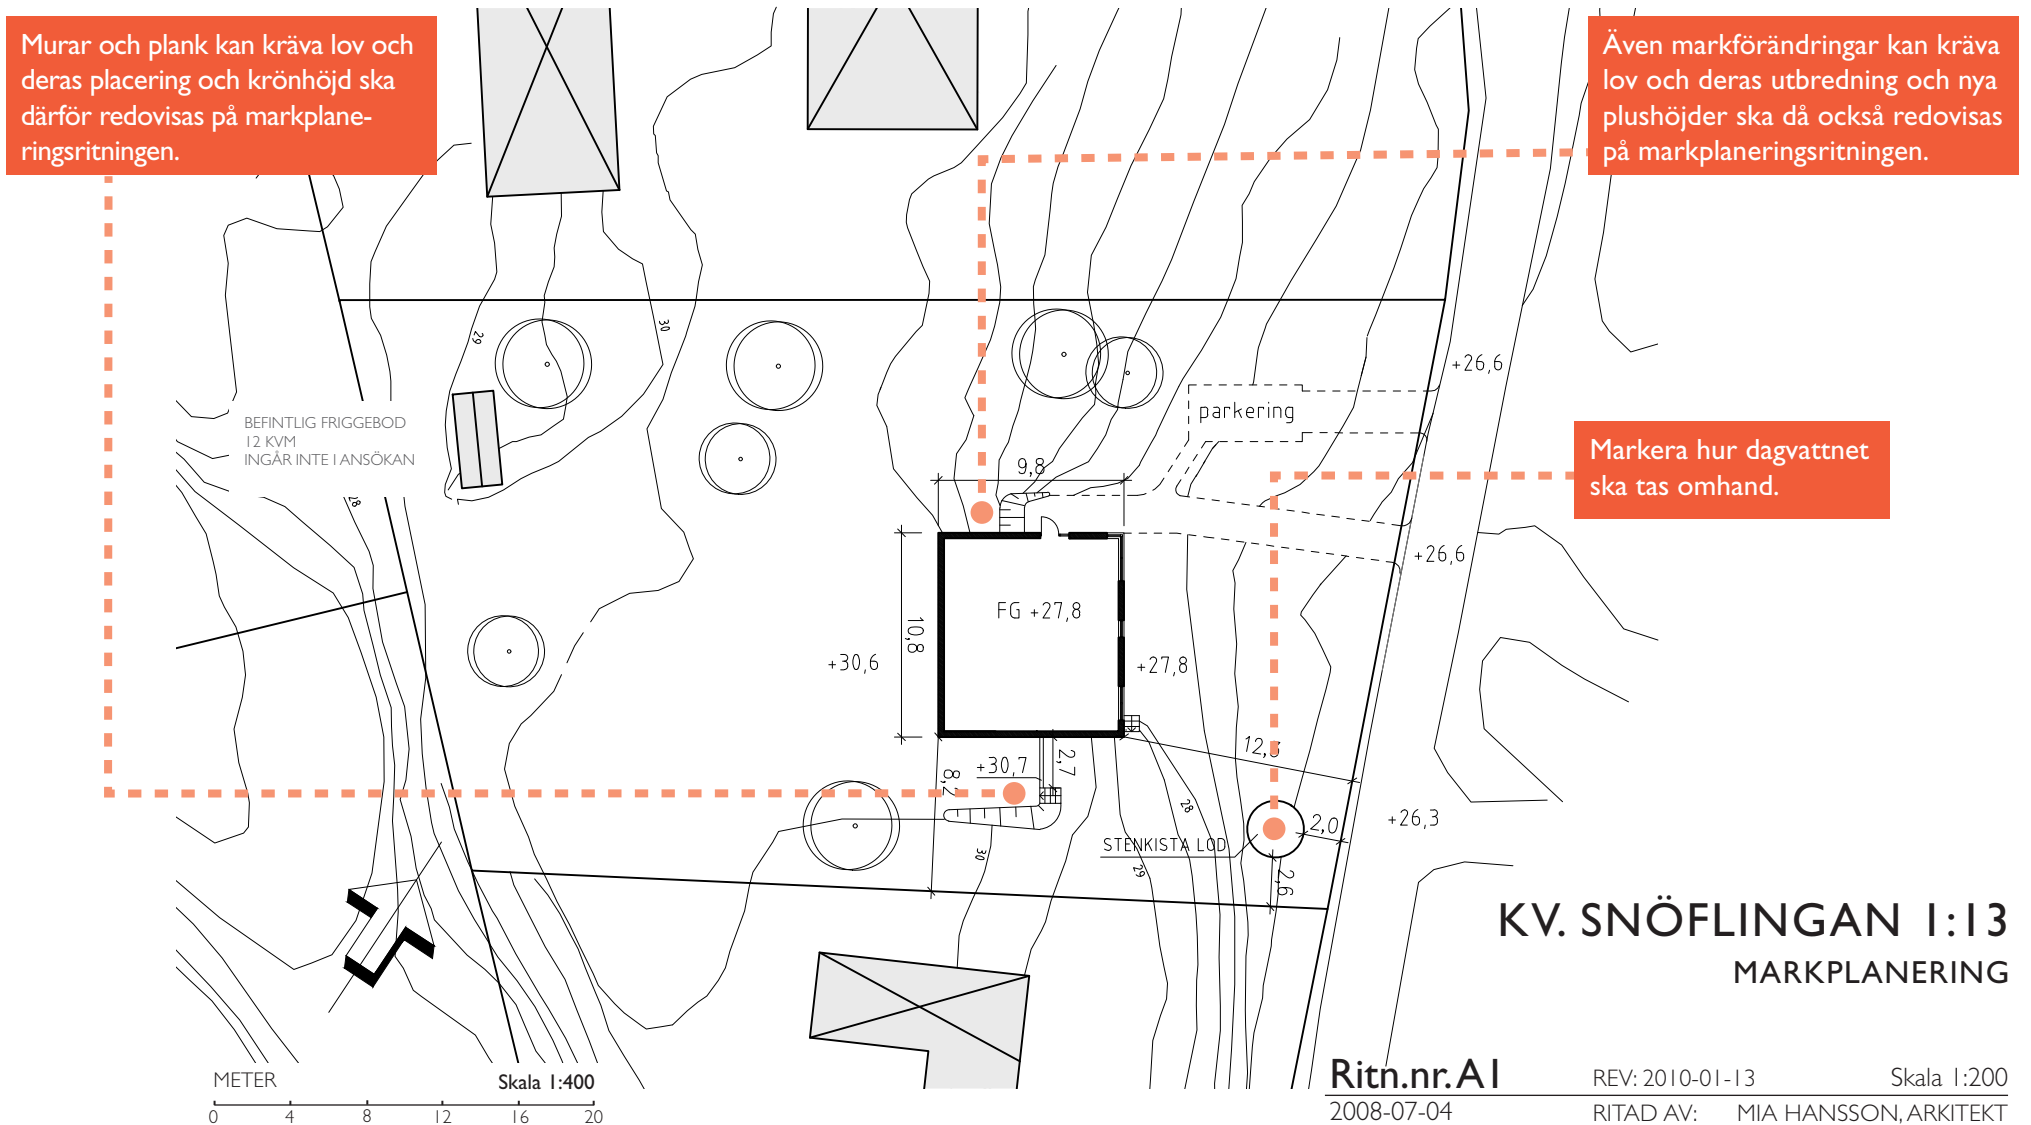 Murar och plank kan kräva lov och
deras placering och krönhöjd ska
därför redovisas på markplane-
ringsritningen.
Även markförändringar kan kräva
lov och deras utbredning och nya
plushöjder ska då också redovisas
på markplaneringsritningen.
29
30
+26,6
parkering
BEFINTLIG FRIGGEBOD
12 KVM
INGÅR INTE I ANSÖKAN
Markera hur dagvattnet
ska tas omhand.
9,8
28
+26,6
FG +27,8
10,8
+30,6
+27,8
12,3
+30,7
2,7
8,2
28
2,0
+26,3
STENKISTA LOD
30
29
2,6
KV. SNÖFLINGAN 1:13
MARKPLANERING
METER
Skala 1:400
0 4 8 12 16 20
Ritn.nr. A1
REV: 2010-01-13
Skala 1:200
2008-07-04
RITAD AV: MIA HANSSON, ARKITEKT